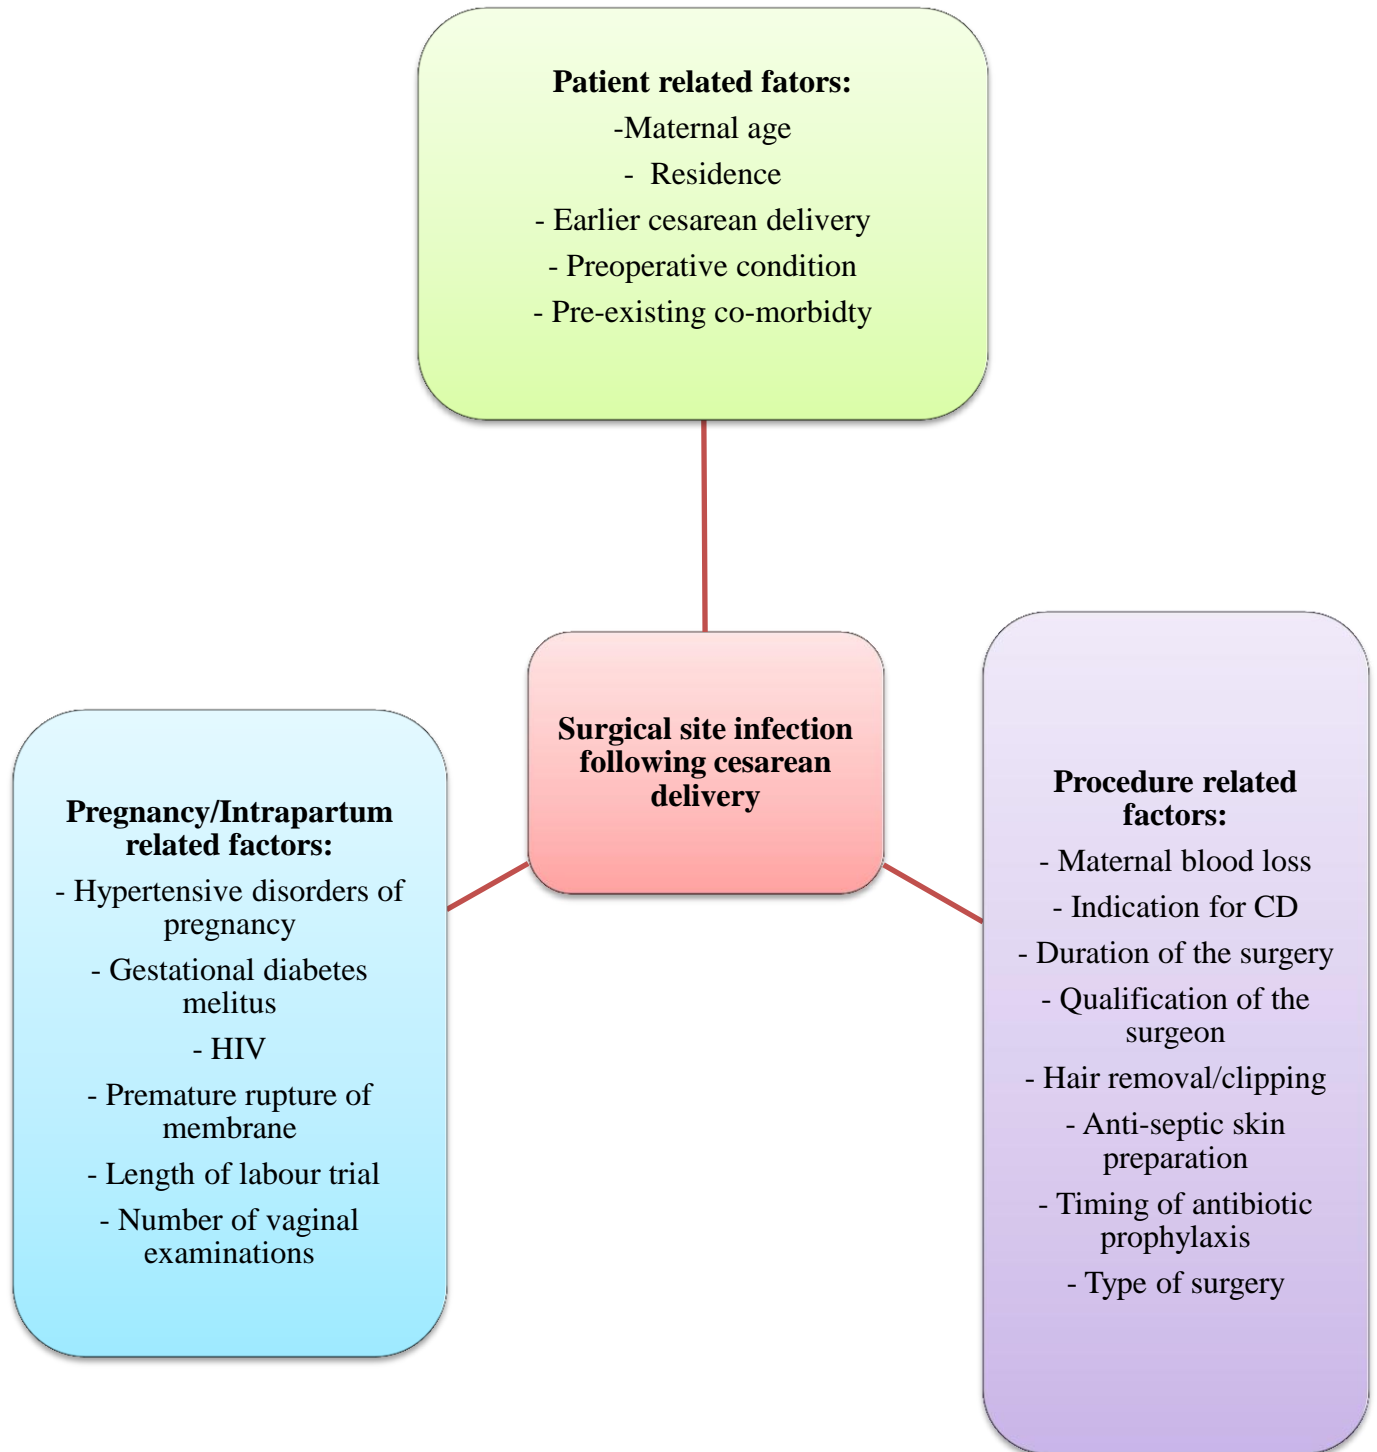 Patient related fators:
-Maternal age
- Residence
- Earlier cesarean delivery
- Preoperative condition
- Pre-existing co-morbidty
Surgical site infection
following cesarean
delivery
Pregnancy/Intrapartum
related factors:
- Hypertensive disorders of
pregnancy
- Gestational diabetes
melitus
- HIV
- Premature rupture of
membrane
- Length of labour trial
- Number of vaginal
examinations
Procedure related
factors:
- Maternal blood loss
- Indication for CD
- Duration of the surgery
- Qualification of the
surgeon
- Hair removal/clipping
- Anti-septic skin
preparation
- Timing of antibiotic
prophylaxis
- Type of surgery